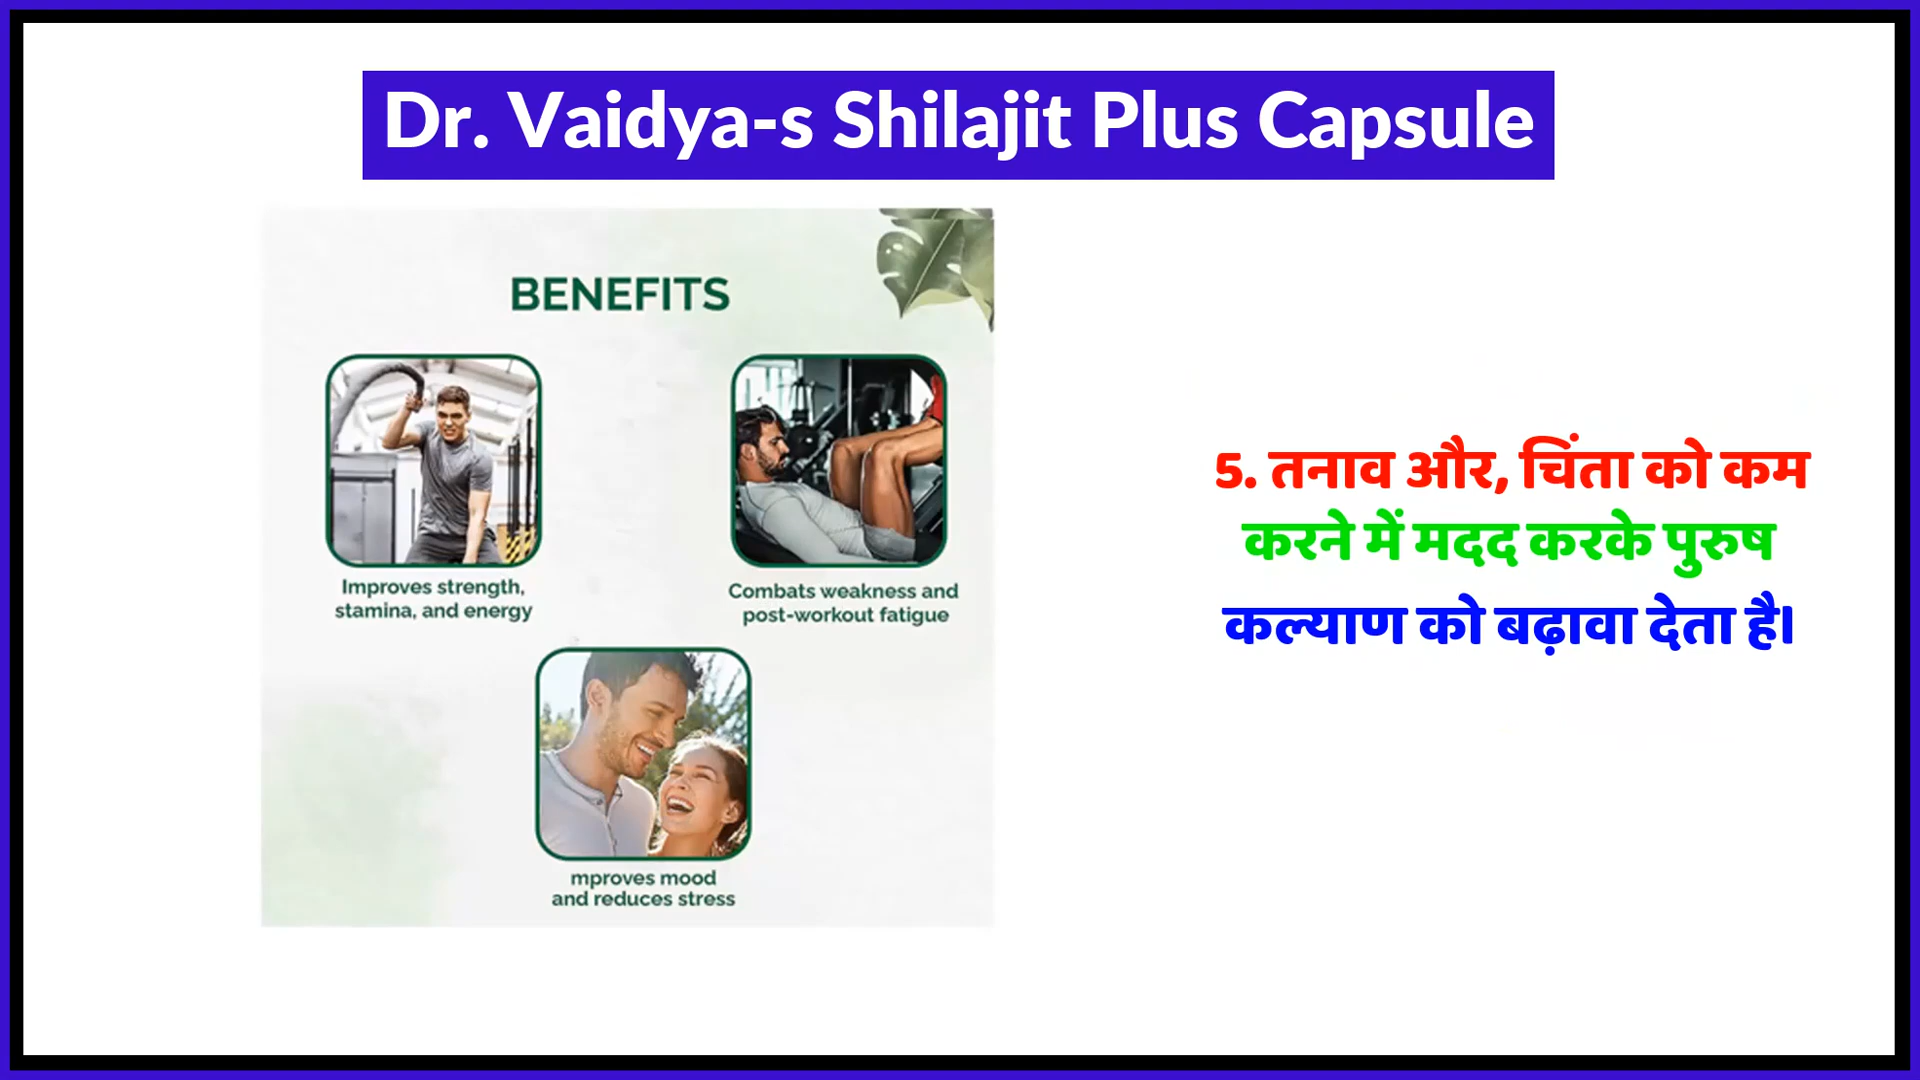 Dr. Vaidya-s Shilajit Plus Capsule
BENEFITS
Improves strength,
stamina, and energy
Combats weakness and
post-workout fatigue
mproves mood
and reduces stress
5. तनाव और, चिंता को कम
करने में मदद करके पुरुष
कल्याण को बढ़ावा देता है।